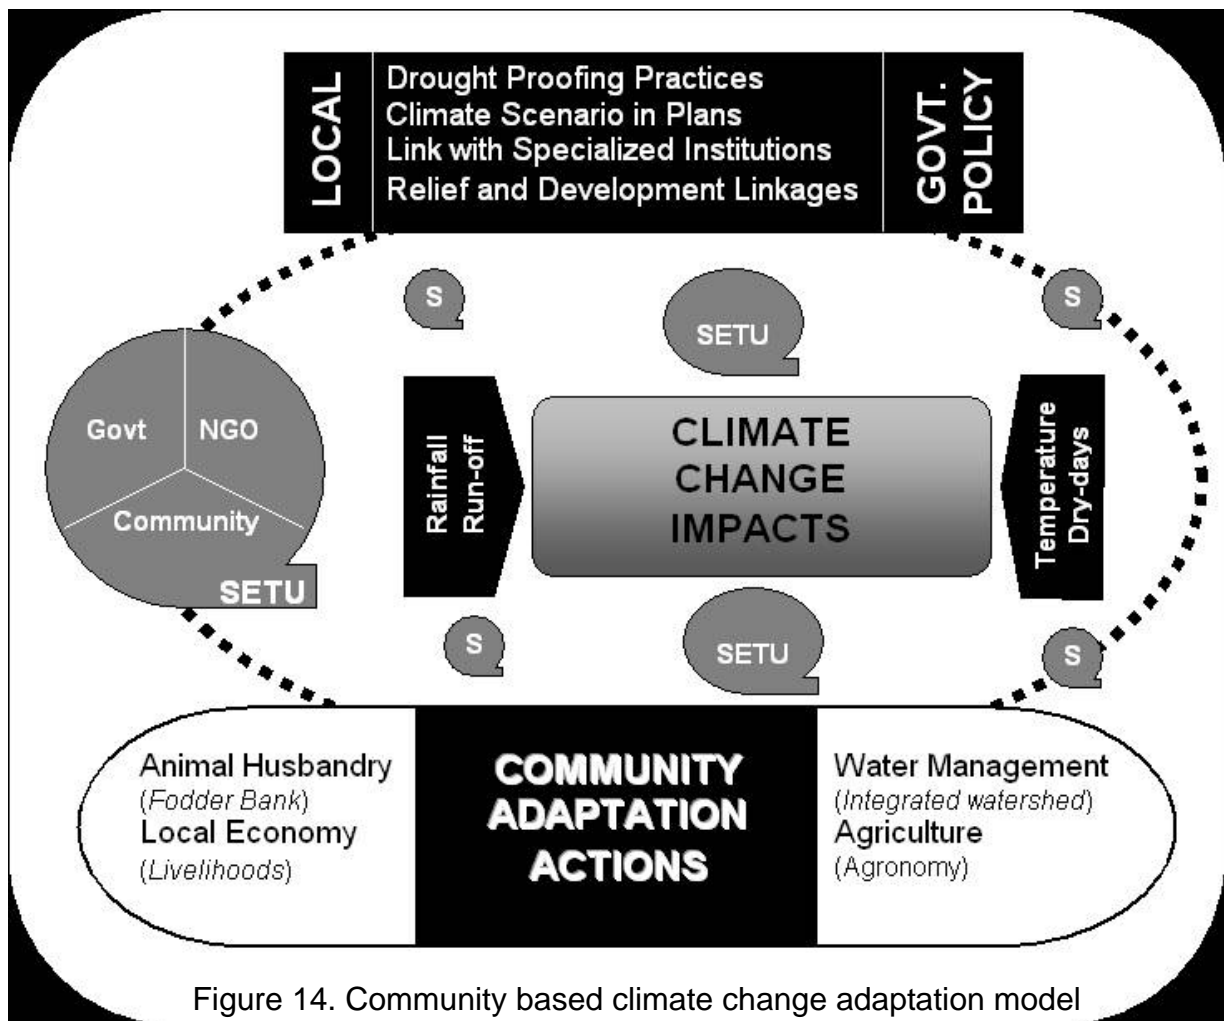 LOCAL
Drought Proofing Practices
Climate Scenario in Plans
Link with Specialized Institutions
Relief and Development Linkages
GOVT.
POLICY
S
SETU
S
Govt
NGO
Community
SETU
Rainfall
Run-off
CLIMATE
CHANGE
IMPACTS
Temperature
Dry-days
S
SETU
S
Animal Husbandry
(Fodder Bank)
Local Economy
(Livelihoods)
COMMUNITY
ADAPTATION
ACTIONS
Water Management
(Integrated watershed)
Agriculture
(Agronomy)
Figure 14. Community based climate change adaptation model